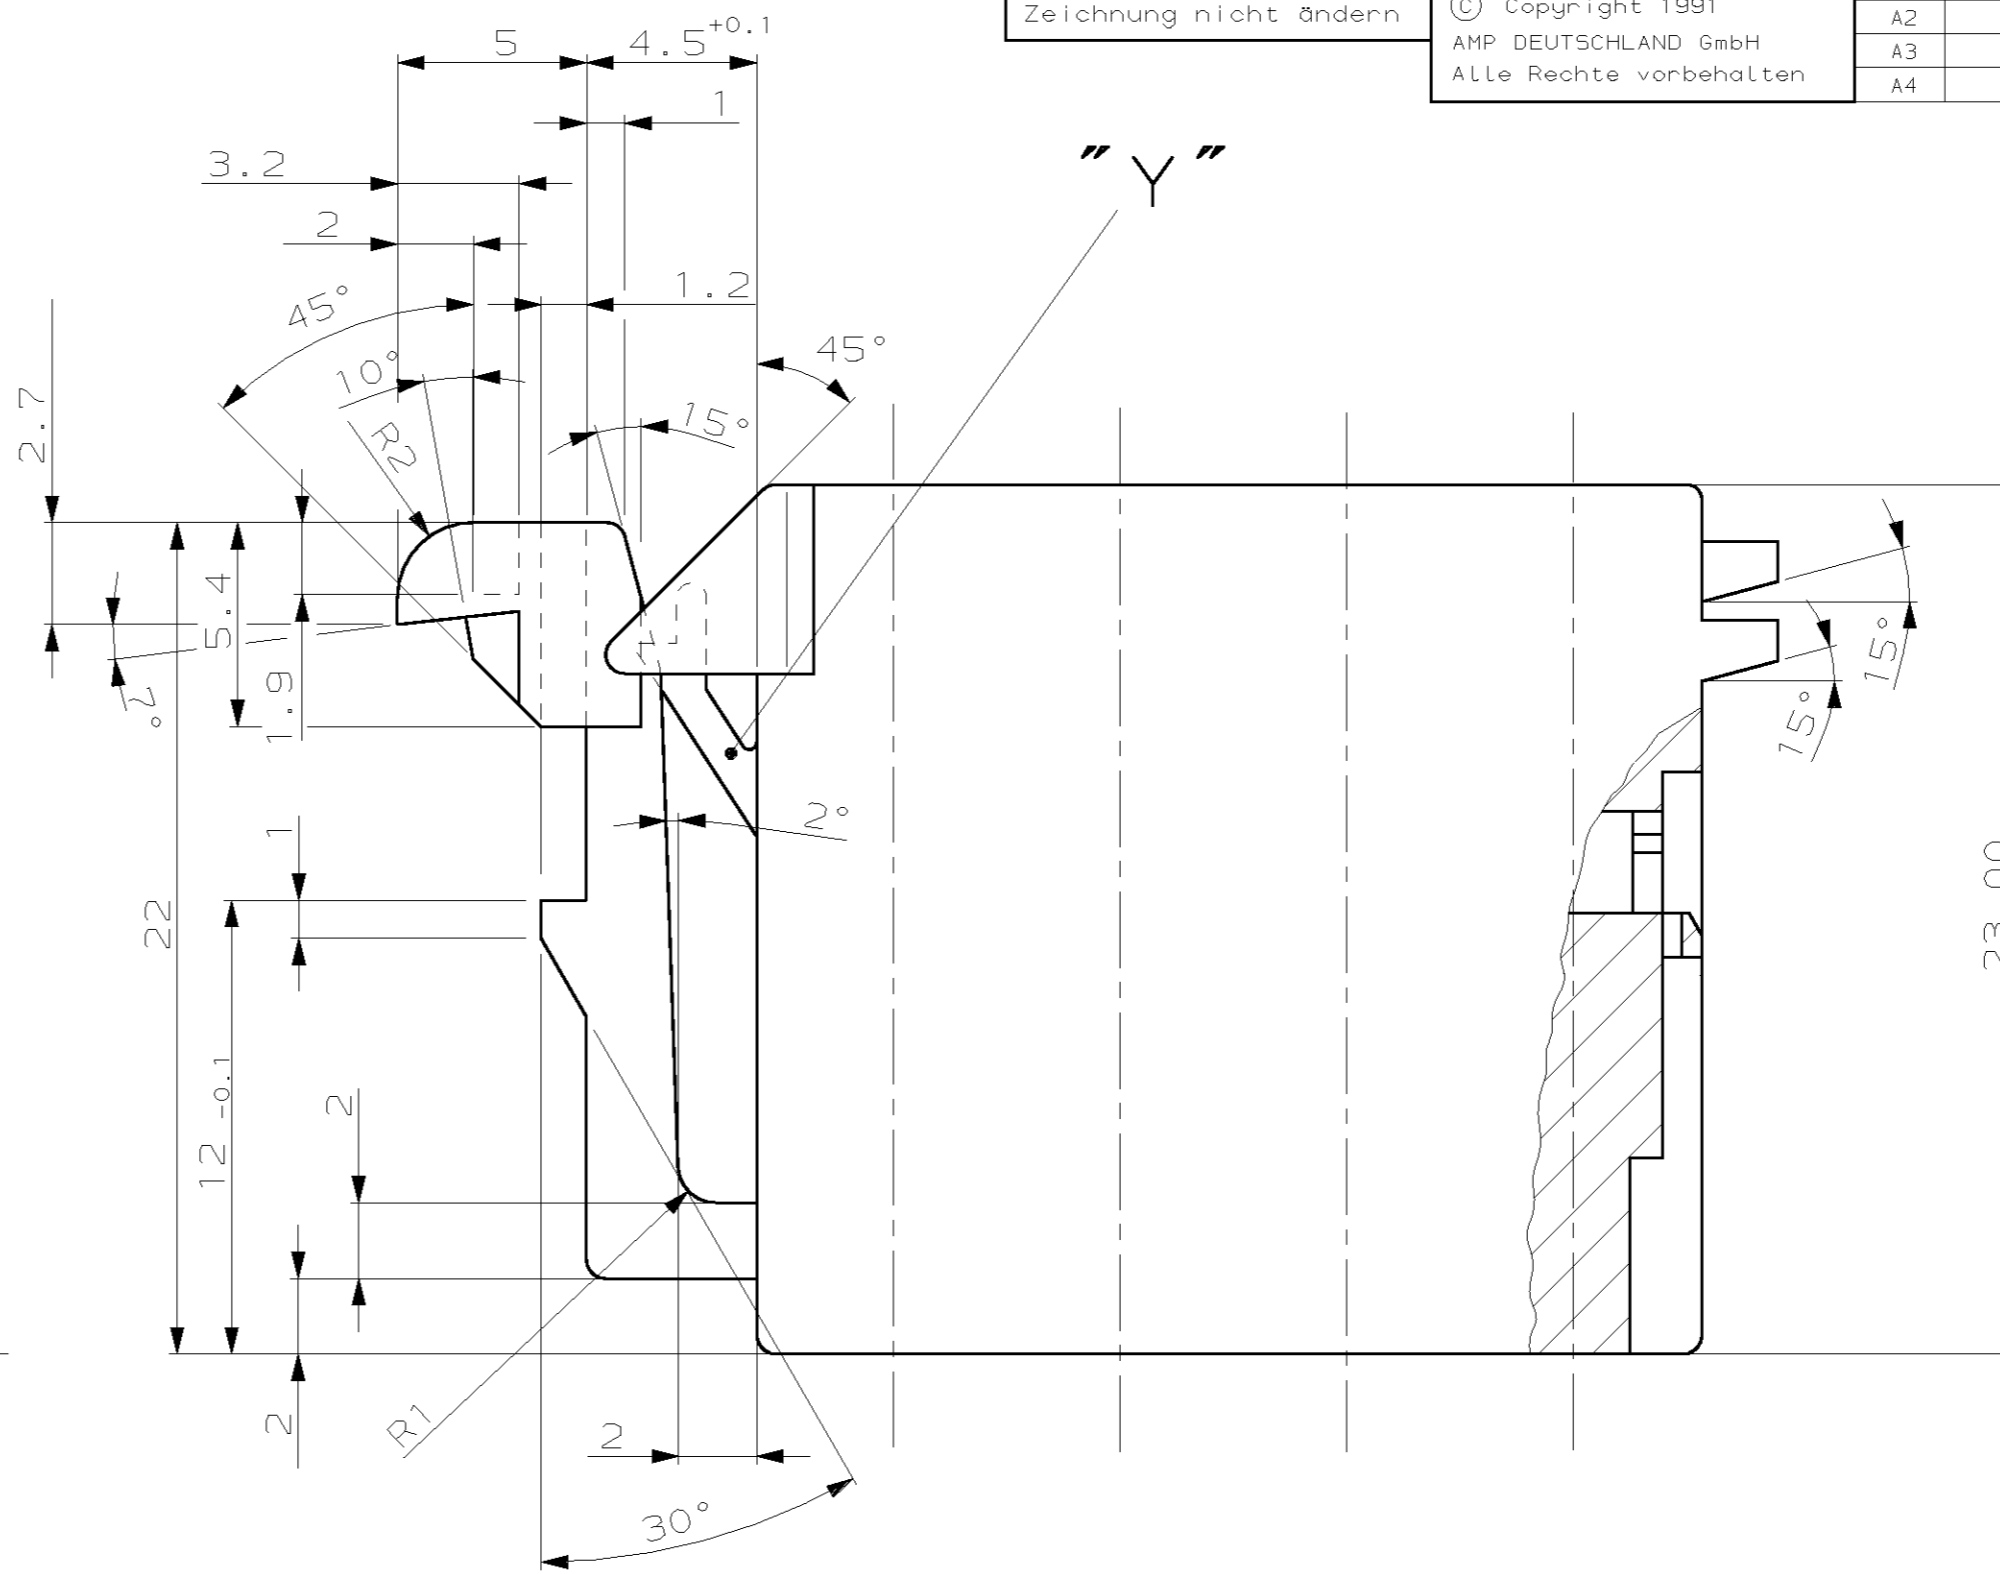 Zeichnung nicht ändern
© Copyright 1991
AMP DEUTSCHLAND GmbH
Alle Rechte vorbehalten
A2
A3
A4
5
4.5 +0.1
1
3.2
2
1.2
"Y"
45°
10°
R2
45°
15°
2.7
5.4
1.9
7°
15°
15°
2°
1
22
23.00
12 -0.1
2
2
R1
2
30°